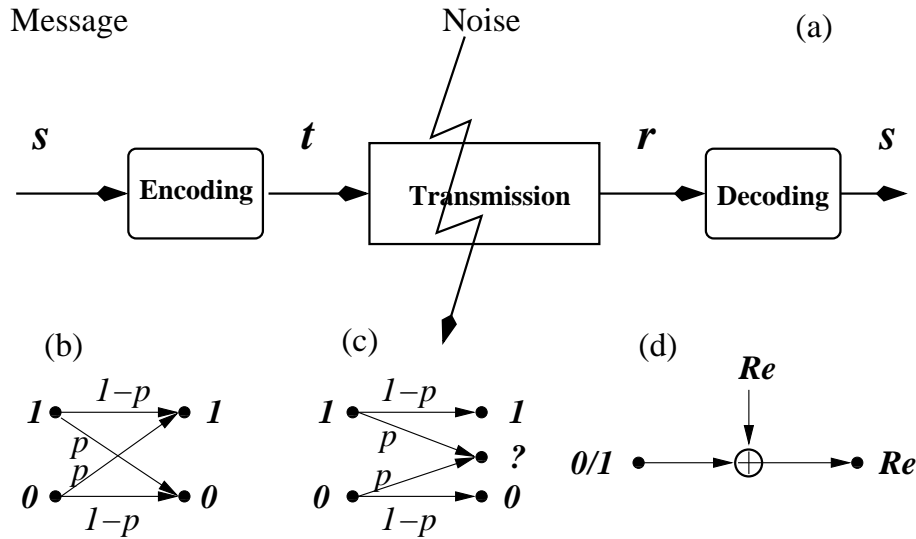 Message Noise (a)
s t r s
Encoding Transmission Decoding
(b) (c) (d)
Re
1 1-p 1 1 1-p 1
p p ?
p p 0/1 Re
0 0 0 0
1-p 1-p